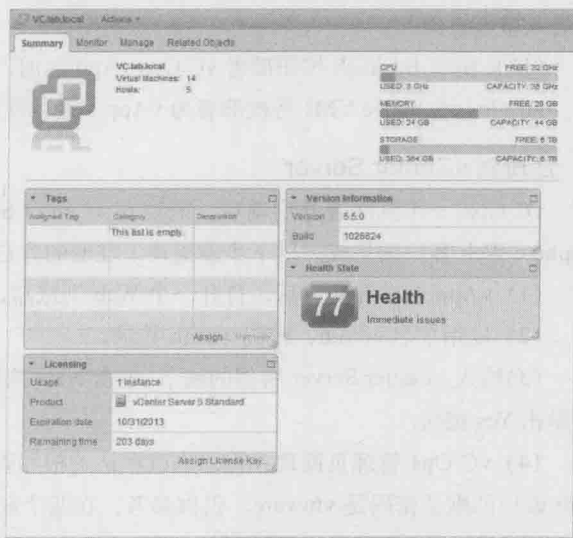 VC.lab.local Actions
Summary Monitor Manage Related Objects
VC.lab.local
Virtual Machines: 14
Hosts: 5
CPU FREE: 32 GHz
USED: 3 GHz CAPACITY: 35 GHz
MEMORY FREE: 20 GB
USED: 24 GB CAPACITY: 44 GB
STORAGE FREE: 6 TB
USED: 364 GB CAPACITY: 6 TB
Tags
Assigned Tag Category Description
This list is empty.
Assign...
Version Information
Version 5.5.0
Build 1026824
Health State
77 Health
Immediate issues
Licensing
Usage 1 Instance
Product vCenter Server 5 Standard
Expiration date 10/31/2013
Remaining time 203 days
Assign License Key...